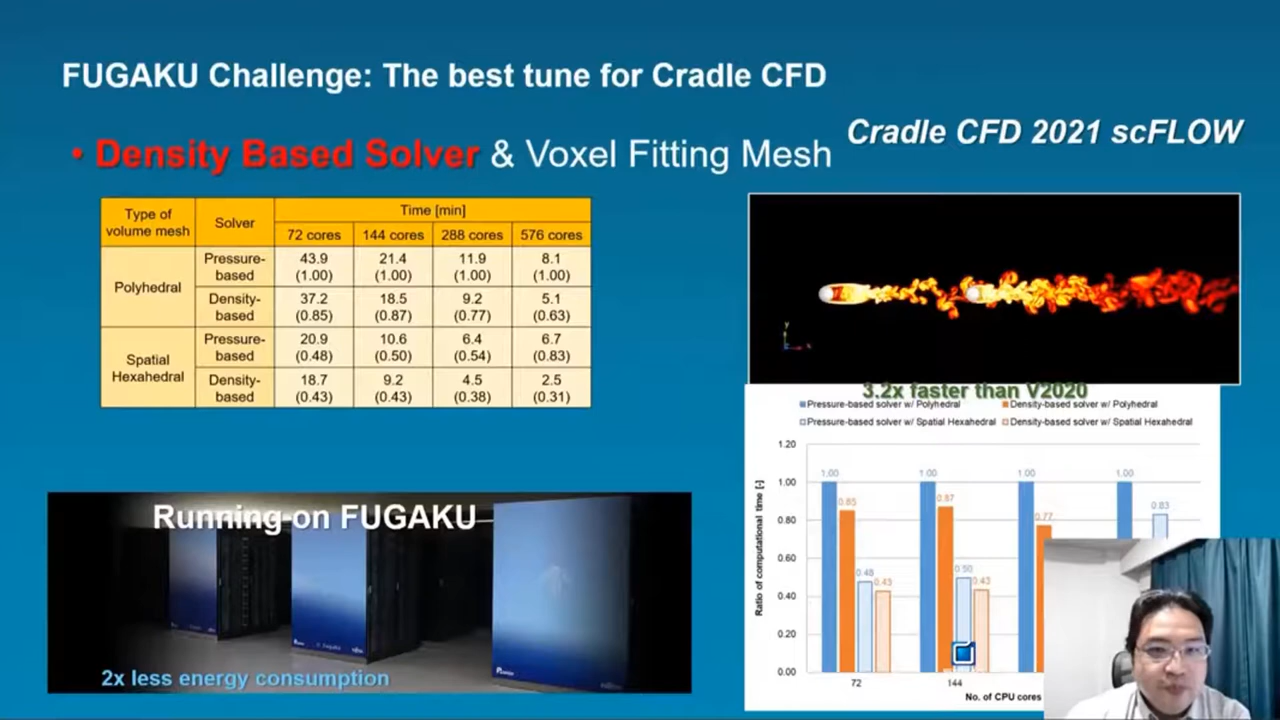 FUGAKU Challenge: The best tune for Cradle CFD
Cradle CFD 2021 scFLOW
• Density Based Solver & Voxel Fitting Mesh
Type of volume mesh Solver Time [min]
72 cores 144 cores 288 cores 576 cores
Polyhedral
Pressure-based 43.9 (1.00) 21.4 (1.00) 11.9 (1.00) 8.1 (1.00)
Density-based 37.2 (0.85) 18.5 (0.87) 9.2 (0.77) 5.1 (0.63)
Spatial Hexahedral
Pressure-based 20.9 (0.48) 10.6 (0.50) 6.4 (0.54) 6.7 (0.83)
Density-based 18.7 (0.43) 9.2 (0.43) 4.5 (0.38) 2.5 (0.31)
3.2x faster than V2020
Pressure-based solver w/ Polyhedral Density-based solver w/ Polyhedral
Pressure-based solver w/ Spatial Hexahedral Density-based solver w/ Spatial Hexahedral
Ratio of computational time [-]
1.20
1.00
0.80
0.60
0.40
0.20
0.00
1.00 0.85 0.48 0.43
1.00 0.87 0.50 0.43
1.00 0.77
1.00 0.83
72 144
No. of CPU cores
Running on FUGAKU
2x less energy consumption